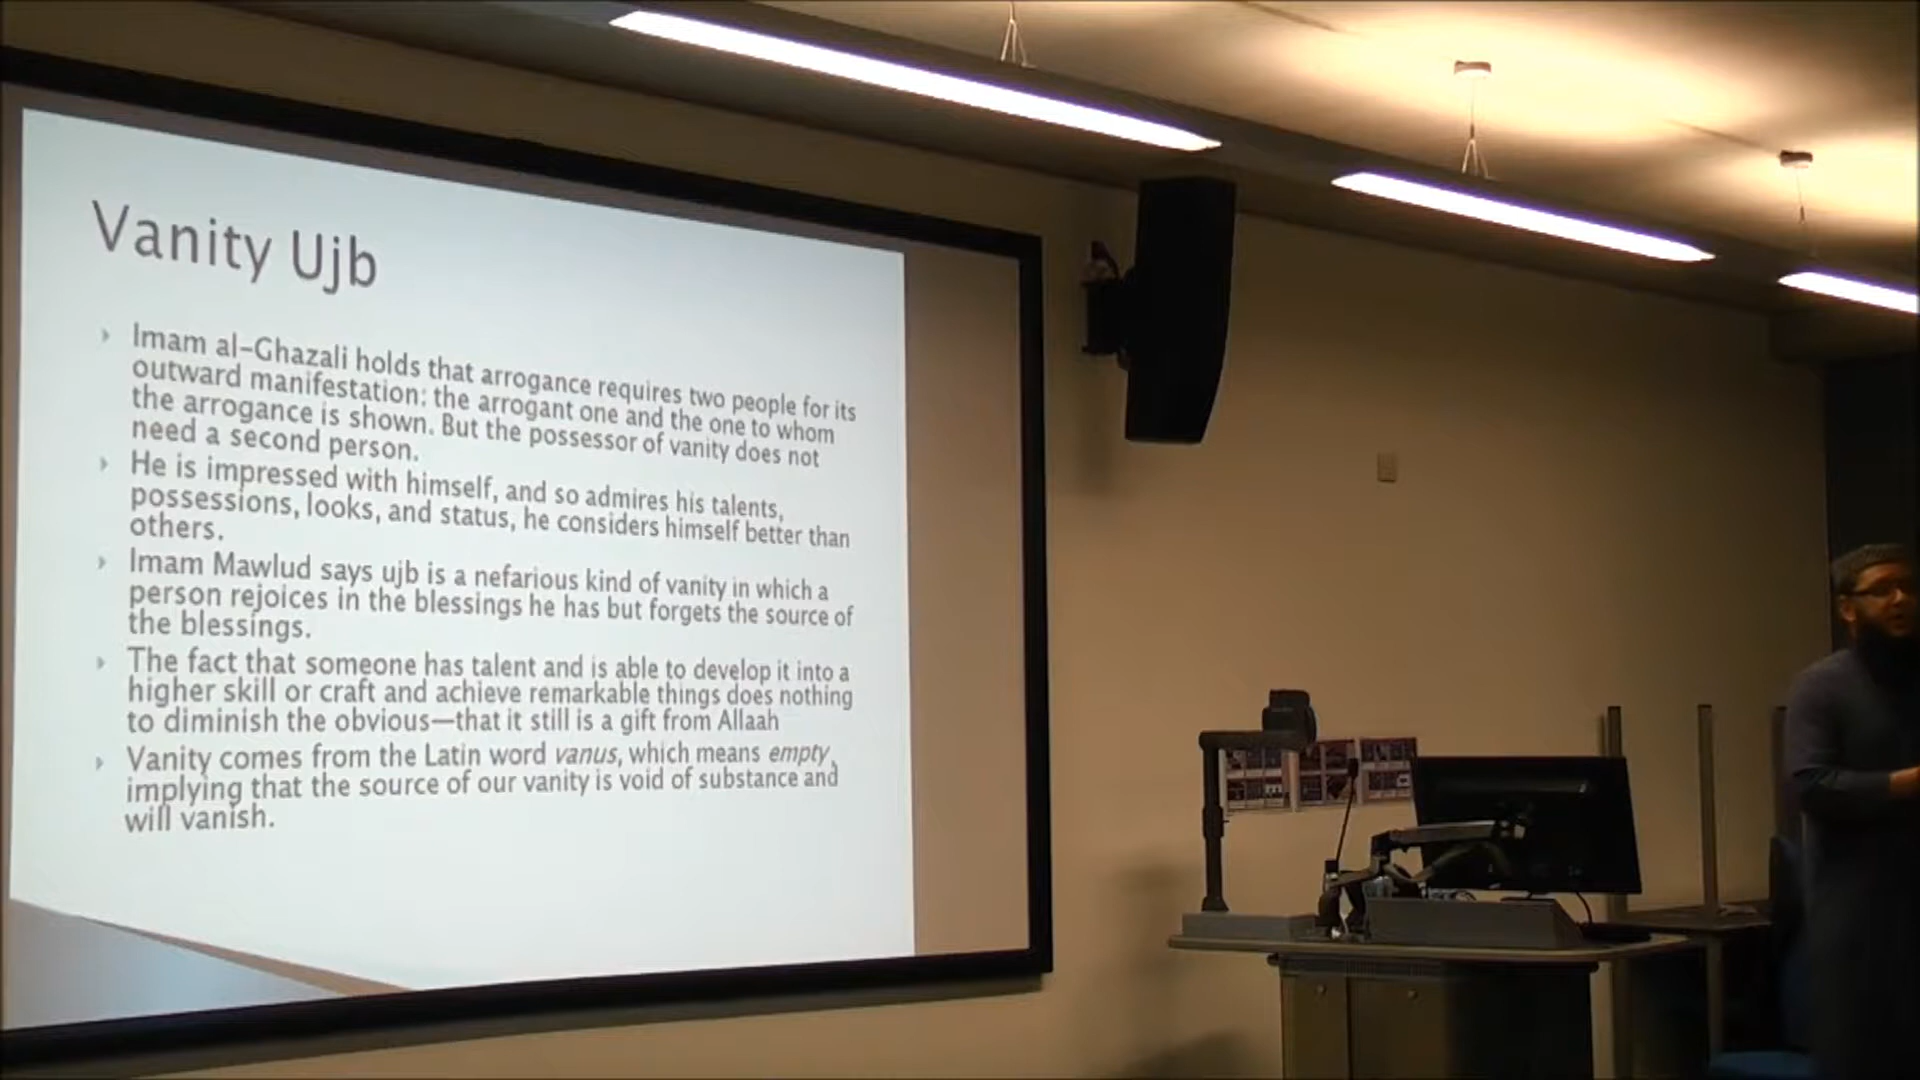 Vanity Ujb
Imam al-Ghazali holds that arrogance requires two people for its
outward manifestation: the arrogant one and the one to whom
the arrogance is shown. But the possessor of vanity does not
need a second person.
He is impressed with himself, and so admires his talents,
possessions, looks, and status, he considers himself better than
others.
Imam Mawlud says ujb is a nefarious kind of vanity in which a
person rejoices in the blessings he has but forgets the source of
the blessings.
The fact that someone has talent and is able to develop it into a
higher skill or craft and achieve remarkable things does nothing
to diminish the obvious—that it still is a gift from Allaah
Vanity comes from the Latin word vanus, which means empty,
implying that the source of our vanity is void of substance and
will vanish.